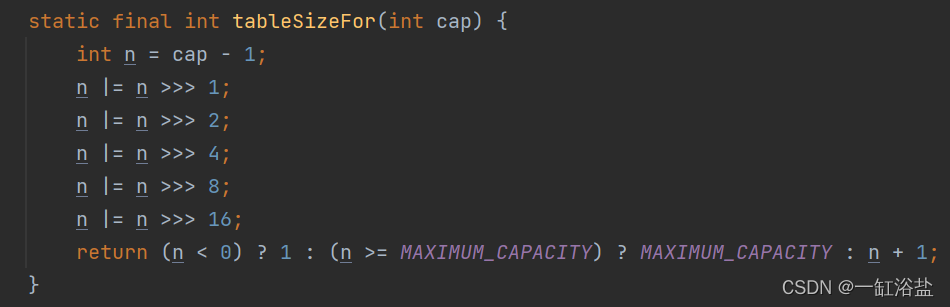 static final int tableSizeFor(int cap) {
    int n = cap - 1;
    n |= n >>> 1;
    n |= n >>> 2;
    n |= n >>> 4;
    n |= n >>> 8;
    n |= n >>> 16;
    return (n < 0) ? 1 : (n >= MAXIMUM_CAPACITY) ? MAXIMUM_CAPACITY : n + 1;
}
CSDN @一缸浴盐